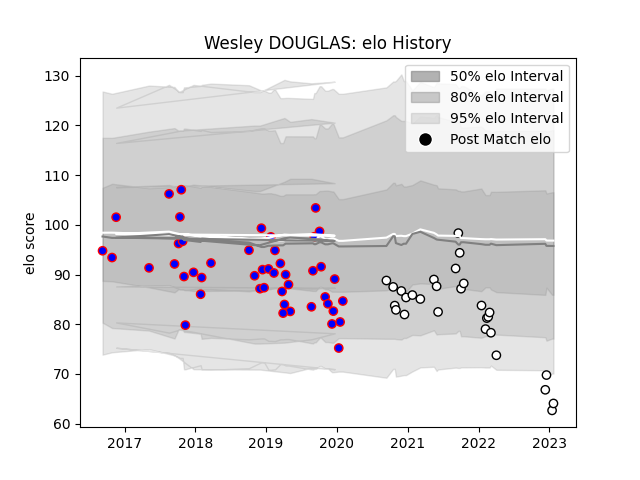 Wesley DOUGLAS: elo History
50% elo Interval
80% elo Interval
95% elo Interval
Post Match elo
elo score
130
120
110
100
90
80
70
60
2017 2018 2019 2020 2021 2022 2023